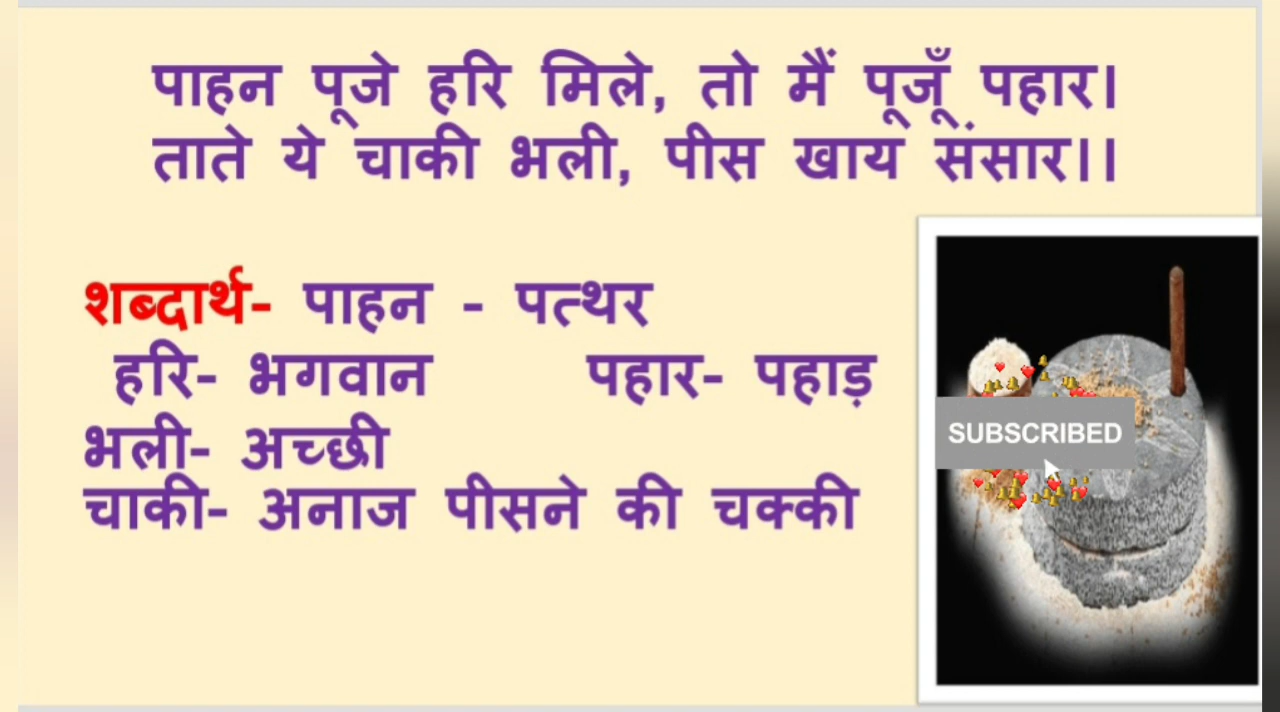 पाहन पूजे हरि मिले, तो मैं पूजूँ पहार।
ताते ये चाकी भली, पीस खाय संसार।।
शब्दार्थ- पाहन - पत्थर
हरि- भगवान पहार- पहाड़
भली- अच्छी
चाकी- अनाज पीसने की चक्की
SUBSCRIBED